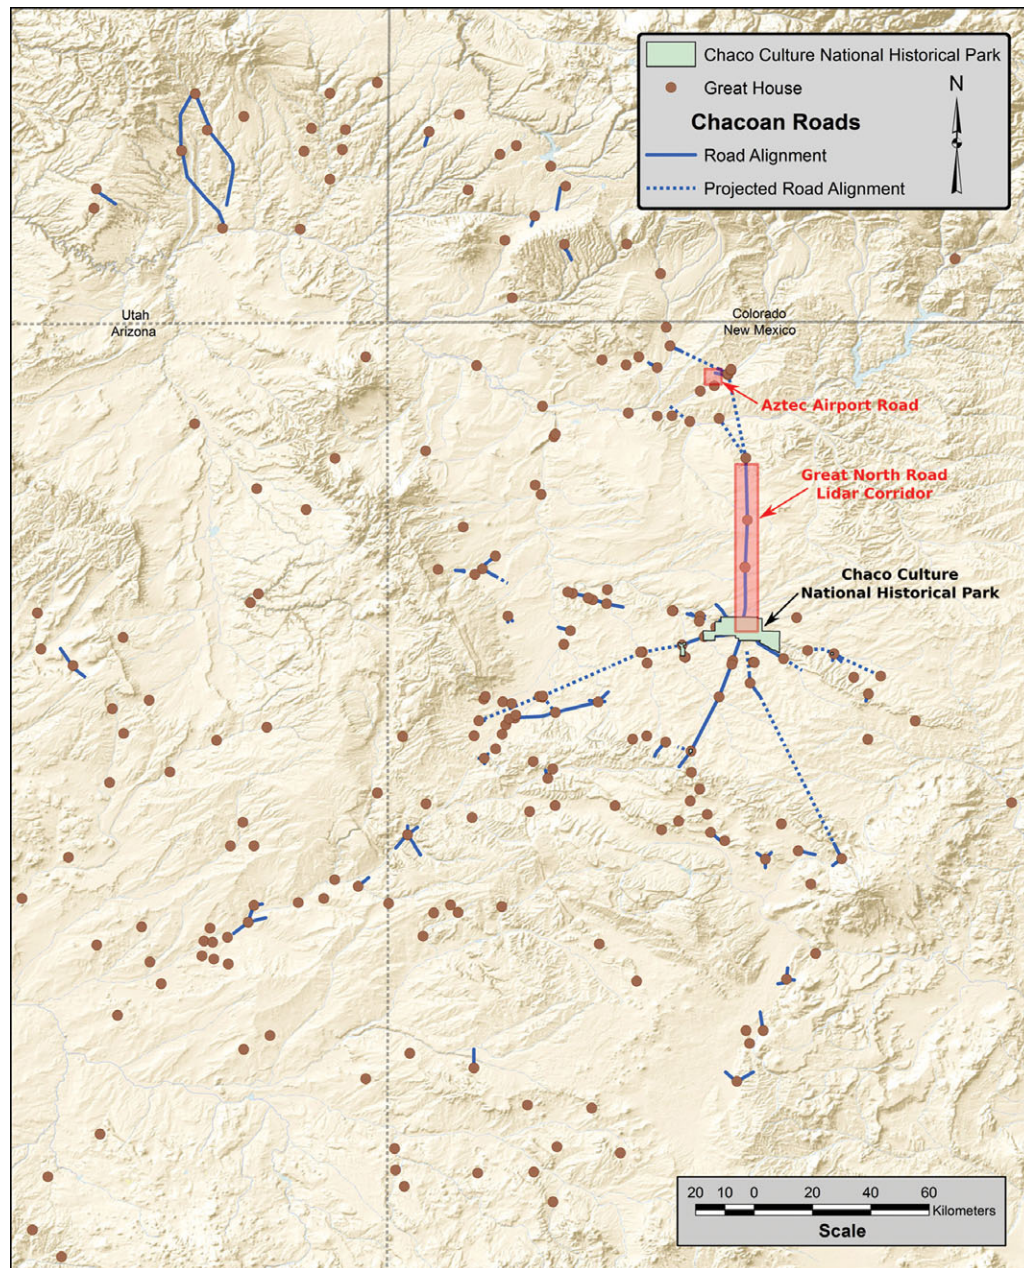 Chaco Culture National Historical Park
Great House
N
Chacoan Roads
Road Alignment
Projected Road Alignment
Utah
Arizona
Colorado
New Mexico
Aztec Airport Road
Great North Road
Lidar Corridor
Chaco Culture
National Historical Park
20 10 0 20 40 60
Kilometers
Scale